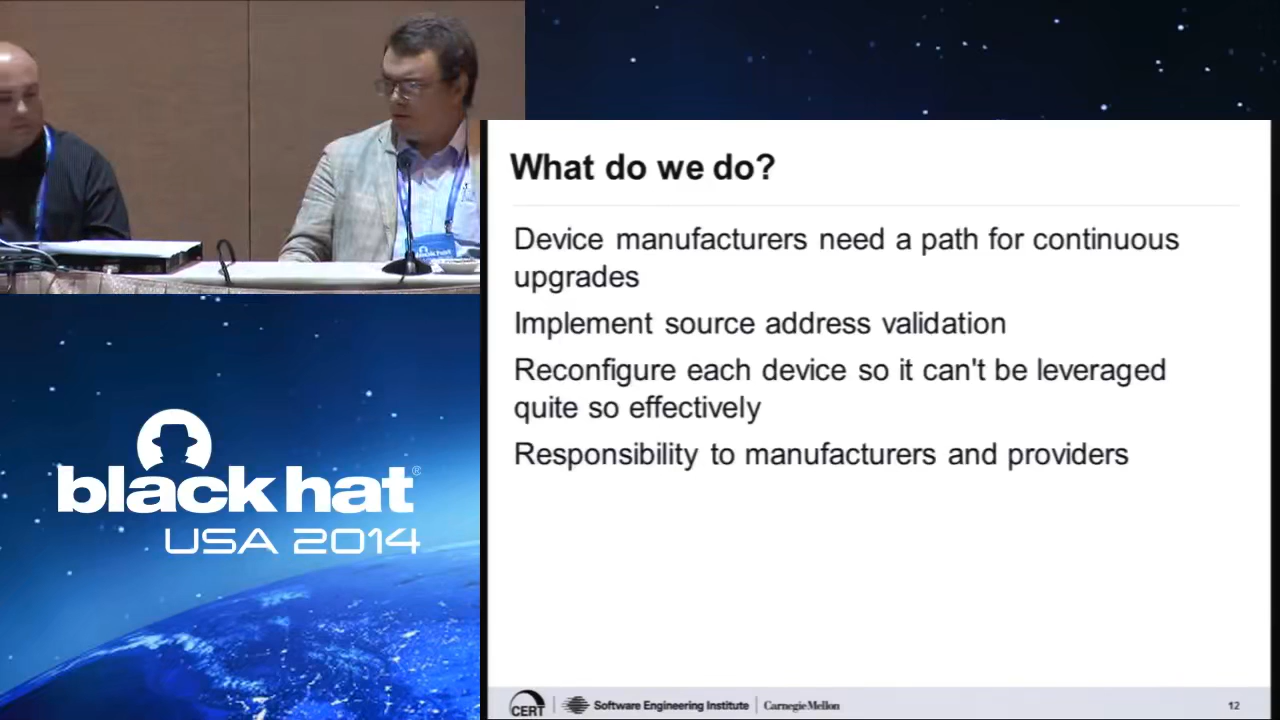 What do we do?
Device manufacturers need a path for continuous
upgrades
Implement source address validation
Reconfigure each device so it can't be leveraged
quite so effectively
Responsibility to manufacturers and providers
black hat
black hat®
USA 2014
CERT
Software Engineering Institute
Carnegie Mellon
12